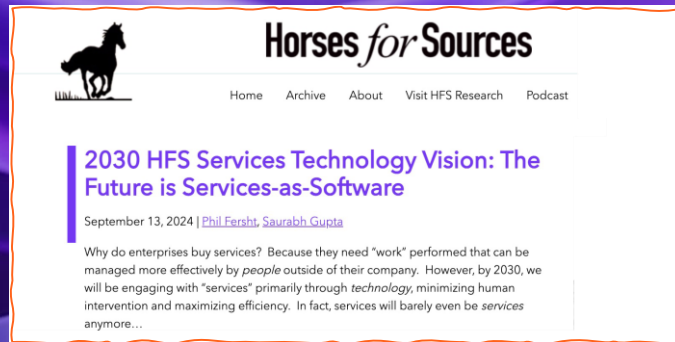 Horses for Sources
Home Archive About Visit HFS Research Podcast
2030 HFS Services Technology Vision: The
Future is Services-as-Software
September 13, 2024 | Phil Fersht, Saurabh Gupta
Why do enterprises buy services? Because they need “work” performed that can be
managed more effectively by people outside of their company. However, by 2030, we
will be engaging with “services” primarily through technology, minimizing human
intervention and maximizing efficiency. In fact, services will barely even be services
anymore…